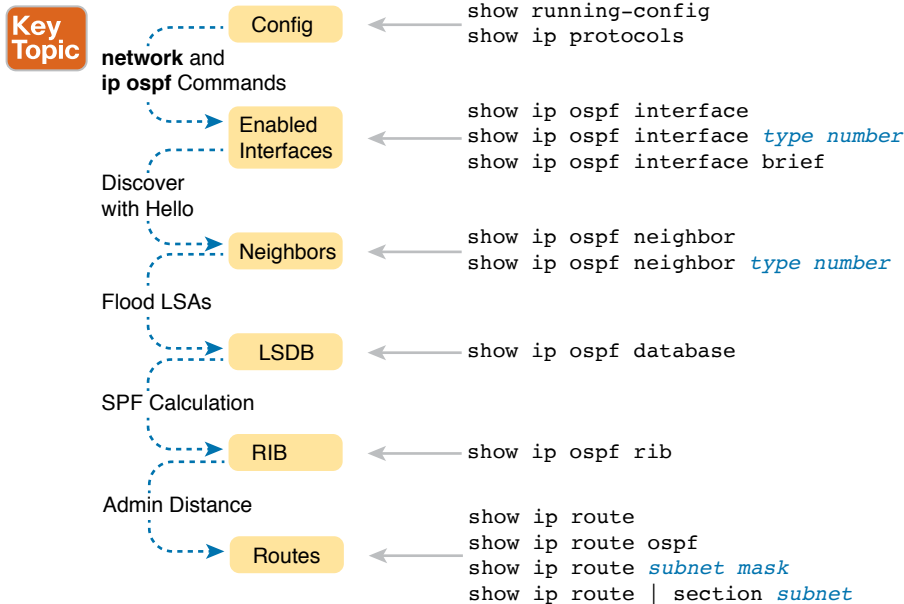 Key
Topic
Config
show running-config
show ip protocols
network and
ip ospf Commands
Enabled
Interfaces
show ip ospf interface
show ip ospf interface type number
show ip ospf interface brief
Discover
with Hello
Neighbors
show ip ospf neighbor
show ip ospf neighbor type number
Flood LSAs
LSDB
show ip ospf database
SPF Calculation
RIB
show ip ospf rib
Admin Distance
Routes
show ip route
show ip route ospf
show ip route subnet mask
show ip route | section subnet